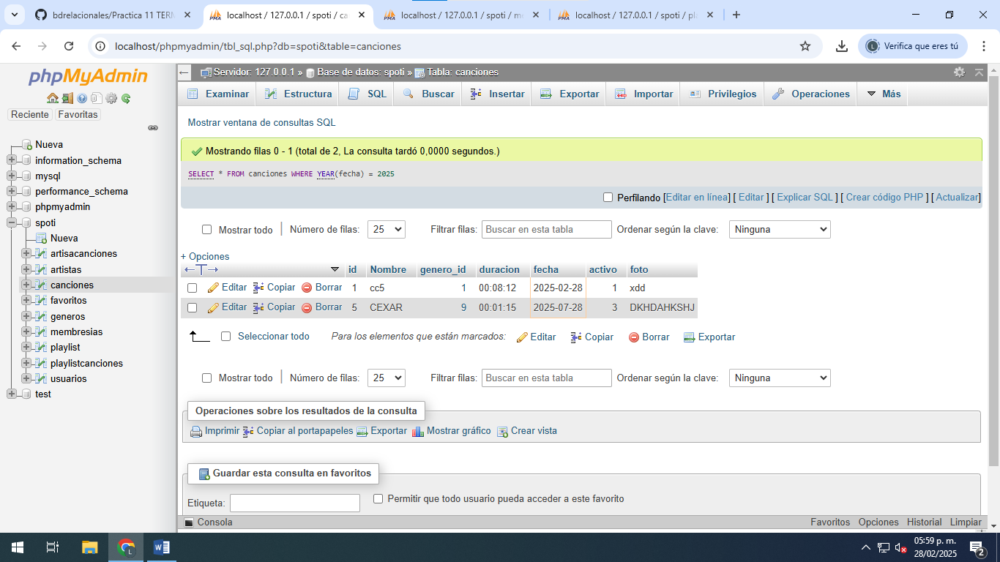 bdrelacionales/Practica 11 TERM
localhost / 127.0.0.1 / spoti / ca
localhost / 127.0.0.1 / spoti / me
localhost / 127.0.0.1 / spoti / pla
localhost/phpmyadmin/tbl_sql.php?db=spoti&table=canciones
Verifica que eres tú
phpMyAdmin
Reciente Favoritas
Nueva
information_schema
mysql
performance_schema
phpmyadmin
spoti
Nueva
artisacanciones
artistas
canciones
favoritos
generos
membresias
playlist
playlistcanciones
usuarios
test
Servidor: 127.0.0.1 » Base de datos: spoti » Tabla: canciones
Examinar Estructura SQL Buscar Insertar Exportar Importar Privilegios Operaciones Más
Mostrar ventana de consultas SQL
Mostrando filas 0 - 1 (total de 2, La consulta tardó 0,0000 segundos.)
SELECT * FROM canciones WHERE YEAR(fecha) = 2025
Perfilando [Editar en línea] [ Editar ] [ Explicar SQL ] [ Crear código PHP ] [ Actualizar]
Mostrar todo Número de filas: 25 Filtrar filas: Buscar en esta tabla Ordenar según la clave: Ninguna
+ Opciones
id Nombre genero_id duracion fecha activo foto
Editar Copiar Borrar 1 cc5 1 00:08:12 2025-02-28 1 xdd
Editar Copiar Borrar 5 CEXAR 9 00:01:15 2025-07-28 3 DKHDAHKSHJ
Seleccionar todo Para los elementos que están marcados: Editar Copiar Borrar Exportar
Mostrar todo Número de filas: 25 Filtrar filas: Buscar en esta tabla Ordenar según la clave: Ninguna
Operaciones sobre los resultados de la consulta
Imprimir Copiar al portapapeles Exportar Mostrar gráfico Crear vista
Guardar esta consulta en favoritos
Etiqueta: Permitir que todo usuario pueda acceder a este favorito
Consola Favoritos Opciones Historial Limpiar
05:59 p. m.
28/02/2025
2